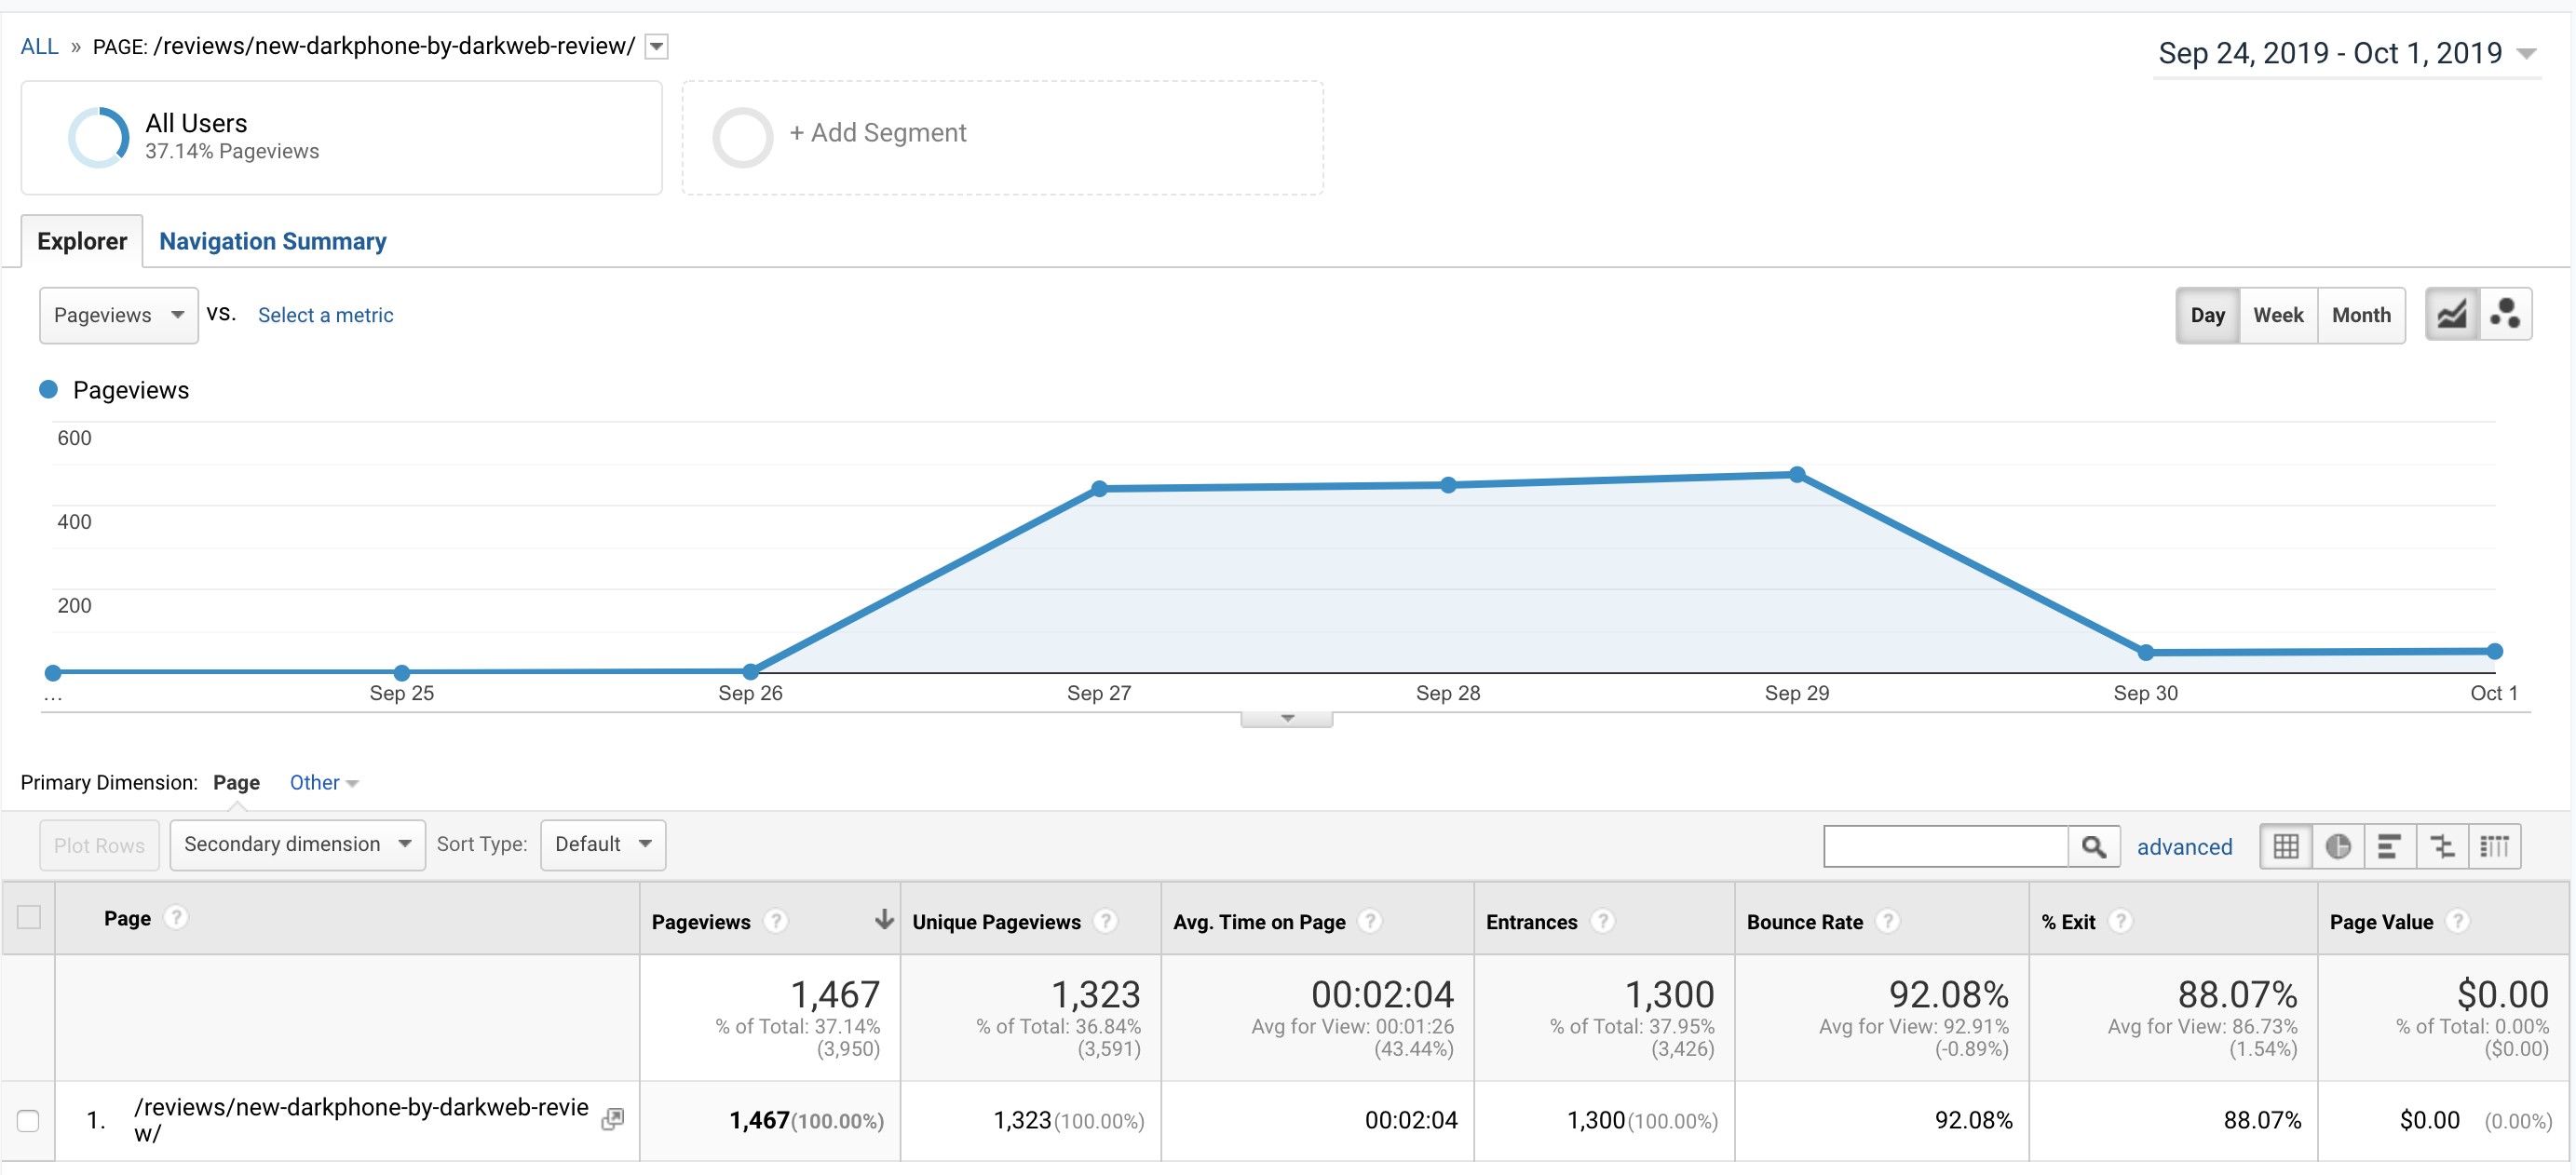 ALL » PAGE: /reviews/new-darkphone-by-darkweb-review/
Sep 24, 2019 - Oct 1, 2019
All Users
37.14% Pageviews
+ Add Segment
Explorer
Navigation Summary
Pageviews
VS.
Select a metric
Day
Week
Month
Pageviews
600
400
200
...
Sep 25
Sep 26
Sep 27
Sep 28
Sep 29
Sep 30
Oct 1
Primary Dimension: Page Other
Plot Rows
Secondary dimension
Sort Type:
Default
advanced
Page ?
Pageviews ?
Unique Pageviews ?
Avg. Time on Page ?
Entrances ?
Bounce Rate ?
% Exit ?
Page Value ?
1,467
% of Total: 37.14%
(3,950)
1,323
% of Total: 36.84%
(3,591)
00:02:04
Avg for View: 00:01:26
(43.44%)
1,300
% of Total: 37.95%
(3,426)
92.08%
Avg for View: 92.91%
(-0.89%)
88.07%
Avg for View: 86.73%
(1.54%)
$0.00
% of Total: 0.00%
($0.00)
1.
/reviews/new-darkphone-by-darkweb-revie
w/
1,467(100.00%)
1,323(100.00%)
00:02:04
1,300(100.00%)
92.08%
88.07%
$0.00 (0.00%)